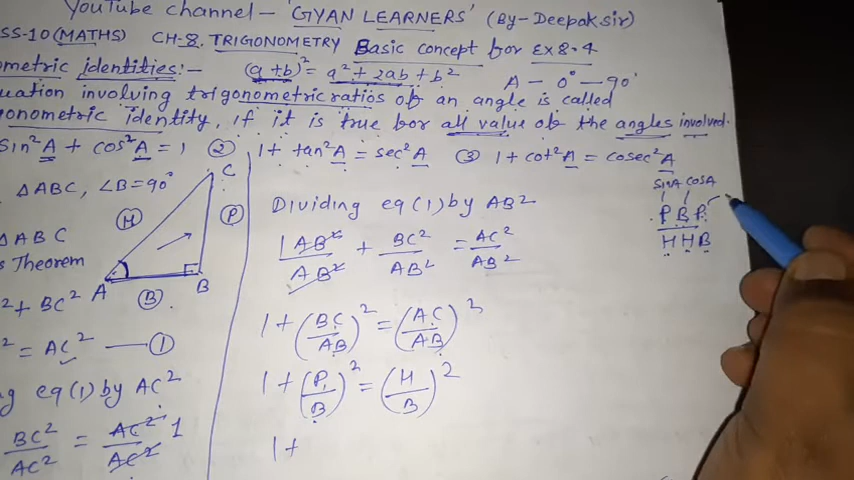 YouTube channel - 'GYAN LEARNERS' (By-Deepak sir)
SS-10 (MATHS) CH-8. TRIGONOMETRY Basic concept for Ex 8.4
ometric identities:- (a+b)² = a² + 2ab + b² A - 0° - 90°
uation involving trigonometric ratios of an angle is called
onometric identity, if it is true for all value of the angles involved.
Sin²A + cos²A = 1 ② 1 + tan²A = sec²A ③ 1 + cot²A = cosec²A
ΔABC, ∠B = 90°
C
H
P
A
B
B
ΔABC
s Theorem
² + BC²
² = AC² — ①
ng eq (1) by AC²
BC²/AC² = AC²/AC² 1
Dividing eq (1) by AB²
1 AB²/AB² + BC²/AB² = AC²/AB²
1 + (BC/AB)² = (AC/AB)²
1 + (P/B)² = (H/B)²
1 +
SinA cosA
P B P
H H B